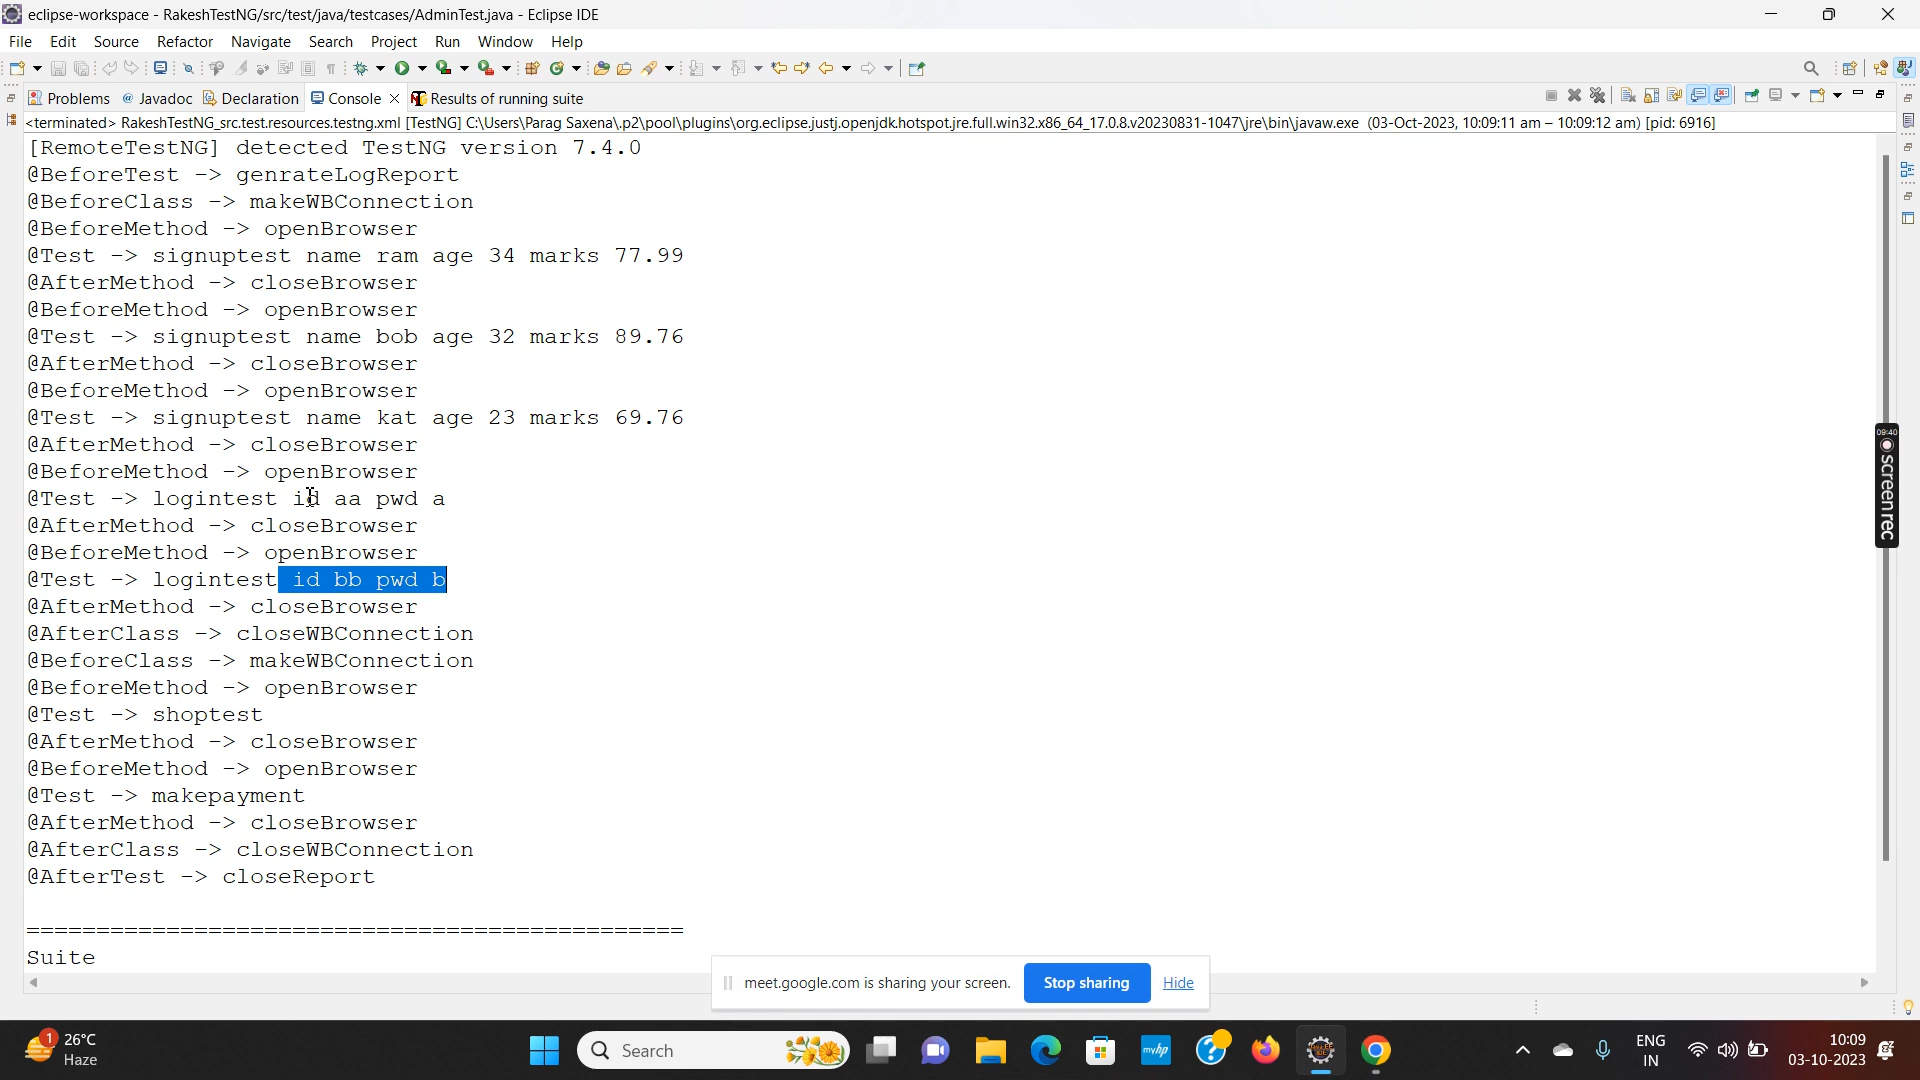 eclipse-workspace - RakeshTestNG/src/test/java/testcases/AdminTest.java - Eclipse IDE
File Edit Source Refactor Navigate Search Project Run Window Help
Problems @ Javadoc Declaration Console Results of running suite
<terminated> RakeshTestNG_src.test.resources.testng.xml [TestNG] C:\Users\Parag Saxena\.p2\pool\plugins\org.eclipse.justj.openjdk.hotspot.jre.full.win32.x86_64_17.0.8.v20230831-1047\jre\bin\javaw.exe (03-Oct-2023, 10:09:11 am – 10:09:12 am) [pid: 6916]
[RemoteTestNG] detected TestNG version 7.4.0
@BeforeTest -> genrateLogReport
@BeforeClass -> makeWBConnection
@BeforeMethod -> openBrowser
@Test -> signuptest name ram age 34 marks 77.99
@AfterMethod -> closeBrowser
@BeforeMethod -> openBrowser
@Test -> signuptest name bob age 32 marks 89.76
@AfterMethod -> closeBrowser
@BeforeMethod -> openBrowser
@Test -> signuptest name kat age 23 marks 69.76
@AfterMethod -> closeBrowser
@BeforeMethod -> openBrowser
@Test -> logintest id aa pwd a
@AfterMethod -> closeBrowser
@BeforeMethod -> openBrowser
@Test -> logintest id bb pwd b
@AfterMethod -> closeBrowser
@AfterClass -> closeWBConnection
@BeforeClass -> makeWBConnection
@BeforeMethod -> openBrowser
@Test -> shoptest
@AfterMethod -> closeBrowser
@BeforeMethod -> openBrowser
@Test -> makepayment
@AfterMethod -> closeBrowser
@AfterClass -> closeWBConnection
@AfterTest -> closeReport
===============================================
Suite
09:40
screenrec
meet.google.com is sharing your screen. Stop sharing Hide
1
26°C
Haze
Search
myhp
ENG
IN
10:09
03-10-2023